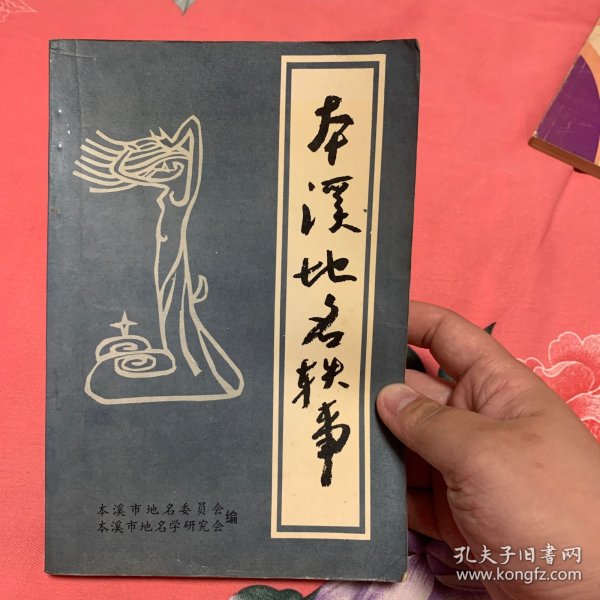 本溪地名轶事
本溪市地名委员会
本溪市地名学研究会
编
孔夫子旧书网
www.kongfz.com